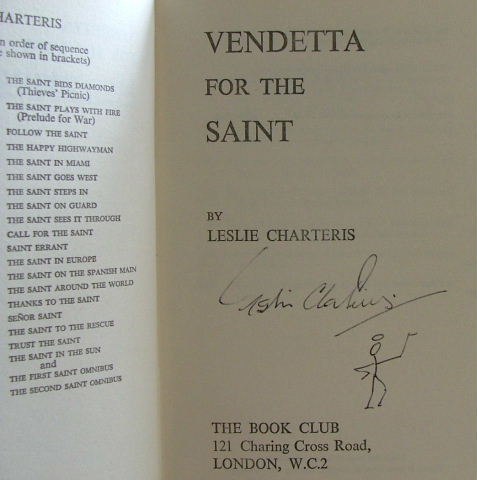 HARTERIS
n order of sequence
e shown in brackets)
THE SAINT BIDS DIAMONDS
(Thieves' Picnic)
THE SAINT PLAYS WITH FIRE
(Prelude for War)
FOLLOW THE SAINT
THE HAPPY HIGHWAYMAN
THE SAINT IN MIAMI
THE SAINT GOES WEST
THE SAINT STEPS IN
THE SAINT ON GUARD
THE SAINT SEES IT THROUGH
CALL FOR THE SAINT
SAINT ERRANT
THE SAINT IN EUROPE
THE SAINT ON THE SPANISH MAIN
THE SAINT AROUND THE WORLD
THANKS TO THE SAINT
SEÑOR SAINT
THE SAINT TO THE RESCUE
TRUST THE SAINT
THE SAINT IN THE SUN
and
THE FIRST SAINT OMNIBUS
THE SECOND SAINT OMNIBUS
VENDETTA
FOR THE
SAINT
BY
LESLIE CHARTERIS
Leslie Charteris
THE BOOK CLUB
121 Charing Cross Road,
LONDON, W.C.2